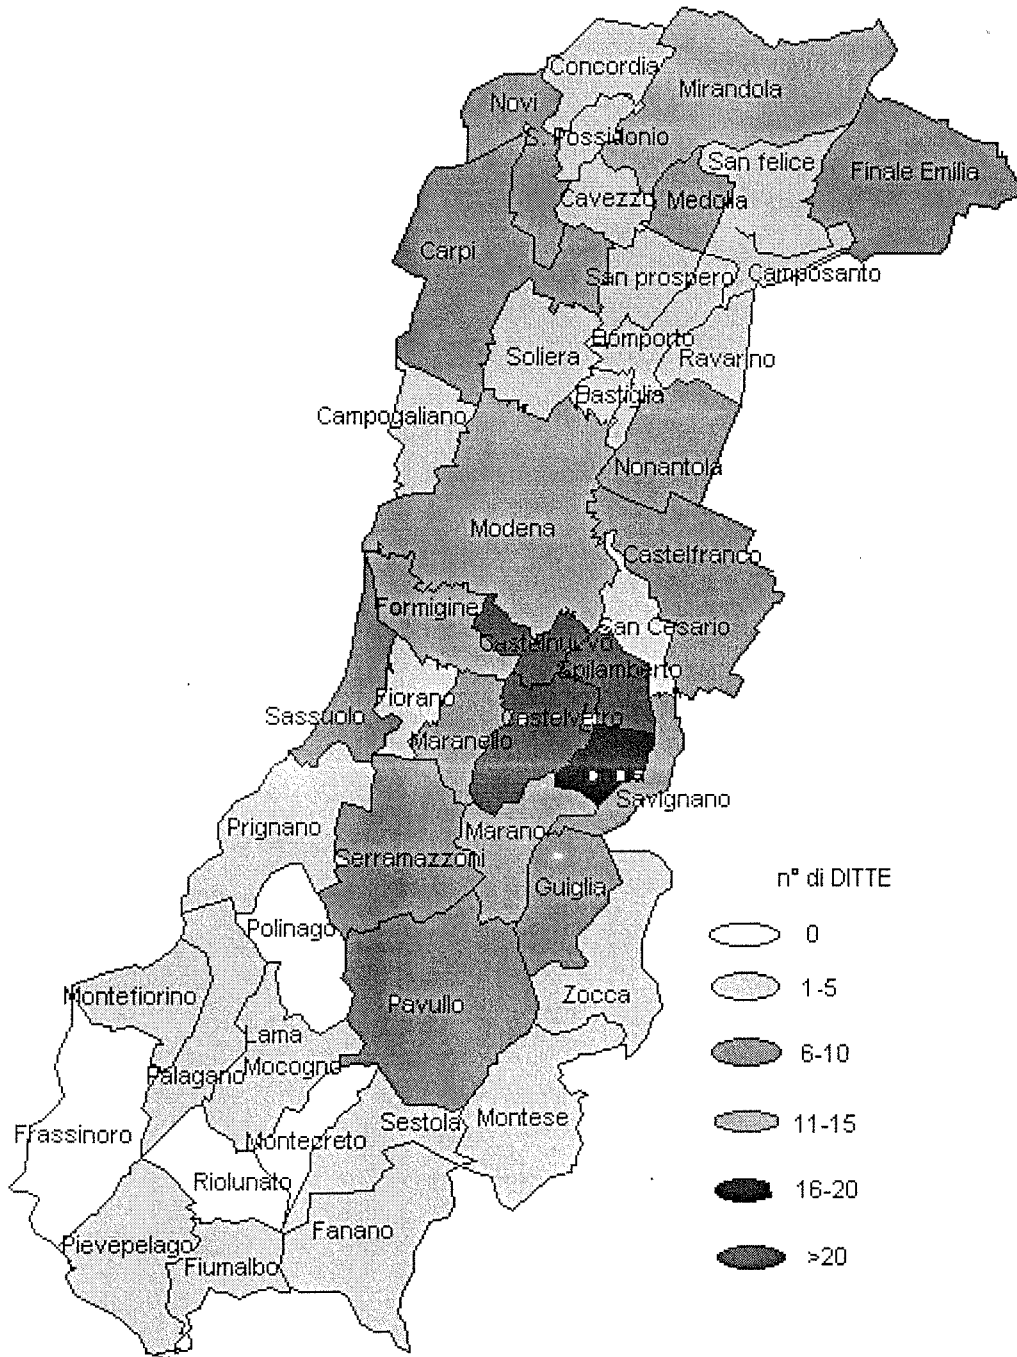 Concordia
Mirandola
Novi
S. Possidonio
San felice
Finale Emilia
Cavezzo
Medolla
Carpi
San prospero
Camposanto
Bomporto
Soliera
Ravarino
Bastiglia
Campogaliano
Nonantola
Modena
Castelfranco
Formigine
San Cesario
Castelnuovo
Spilamberto
Fiorano
Sassuolo
Castelvetro
Maranello
Savignano
Prignano
Marano
Serramazzoni
Guiglia
n° di DITTE
Polinago
0
Montefiorino
Pavullo
Zocca
1-5
Lama
Mocogno
6-10
Palagano
Sestola
Montese
11-15
Ffrassinoro
Montecreto
Riolunato
16-20
Fanano
Pievepelago
Fiumalbo
>20